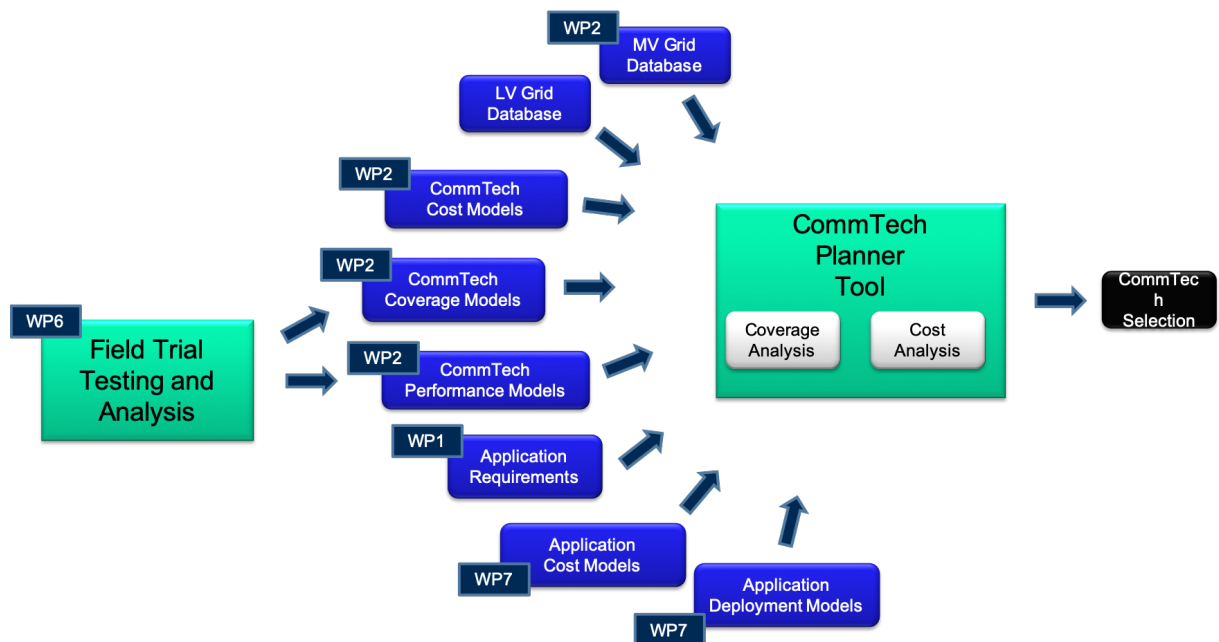 WP2
MV Grid
Database
LV Grid
Database
WP2
CommTech
Cost Models
WP2
CommTech
Coverage Models
WP6
Field Trial
Testing and
Analysis
WP2
CommTech
Performance Models
WP1
Application
Requirements
Application
Cost Models
WP7
Application
Deployment Models
WP7
CommTech
Planner
Tool
Coverage
Analysis
Cost
Analysis
CommTec
h
Selection